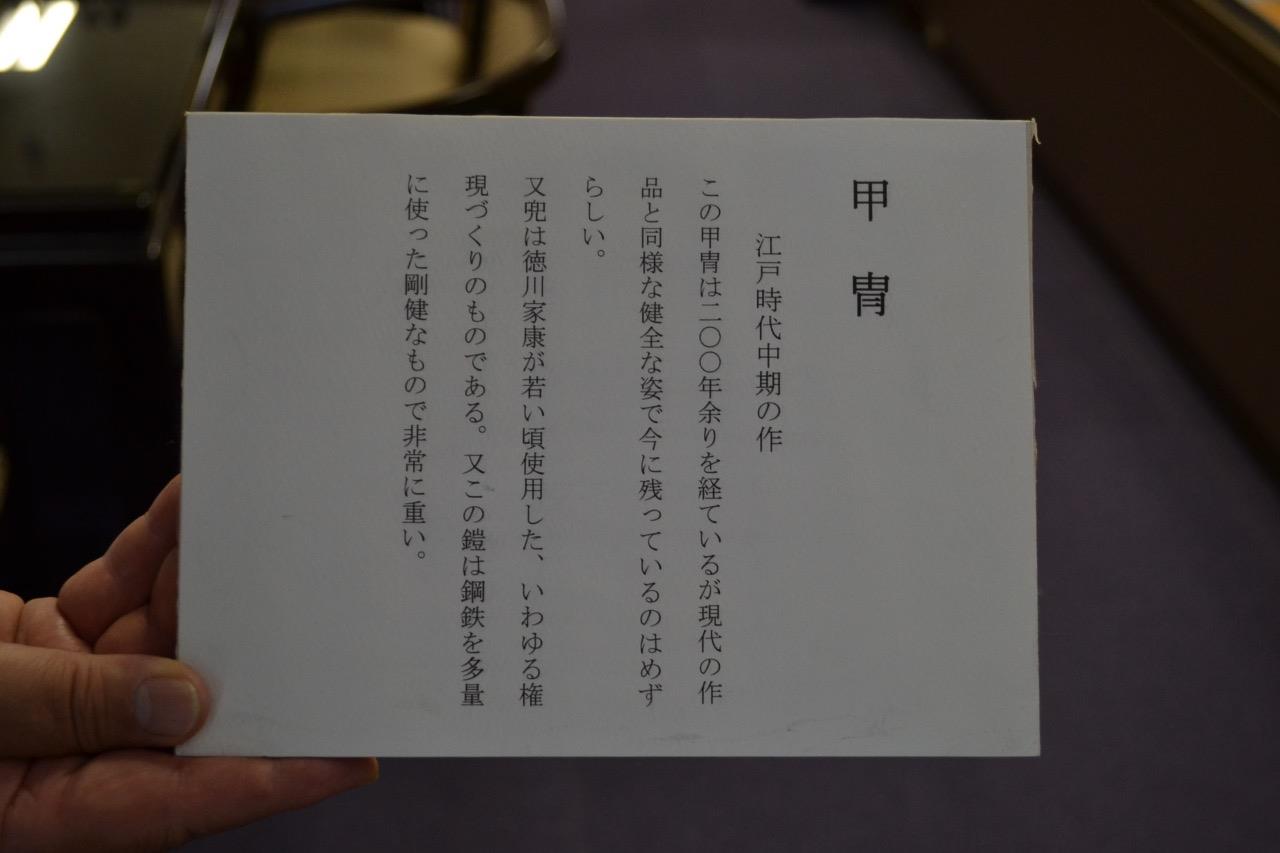 甲冑
江戸時代中期の作
この甲冑は二〇〇年余りを経ているが現代の作
品と同様な健全な姿で今に残っているのはめず
らしい。
又兜は徳川家康が若い頃使用した、いわゆる権
現づくりのものである。又この鎧は鋼鉄を多量
に使った剛健なもので非常に重い。